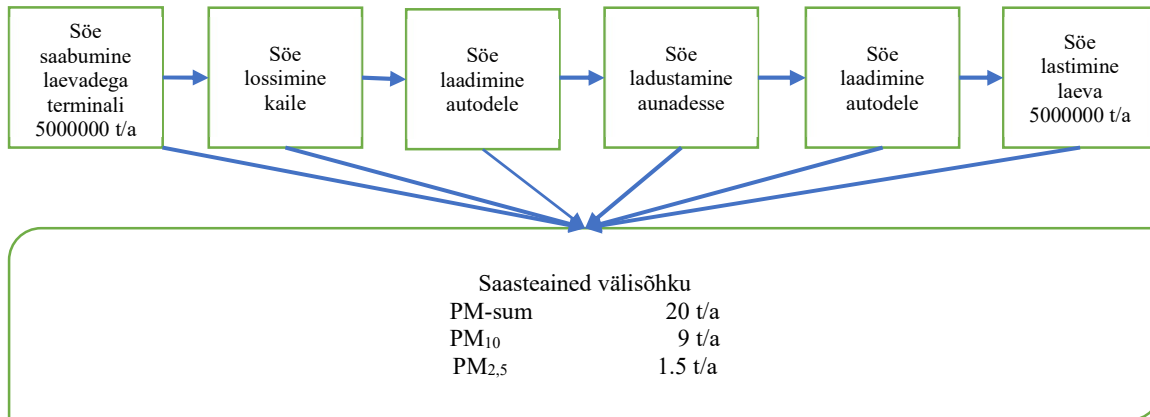 Söe
saabumine
laevadega
terminali
5000000 t/a
Söe
lossimine
kaile
Söe
laadimine
autodele
Söe
ladustamine
aunadesse
Söe
laadimine
autodele
Söe
lastimine
laeva
5000000 t/a
Saasteained välisõhku
PM-sum 20 t/a
PM10 9 t/a
PM2,5 1.5 t/a